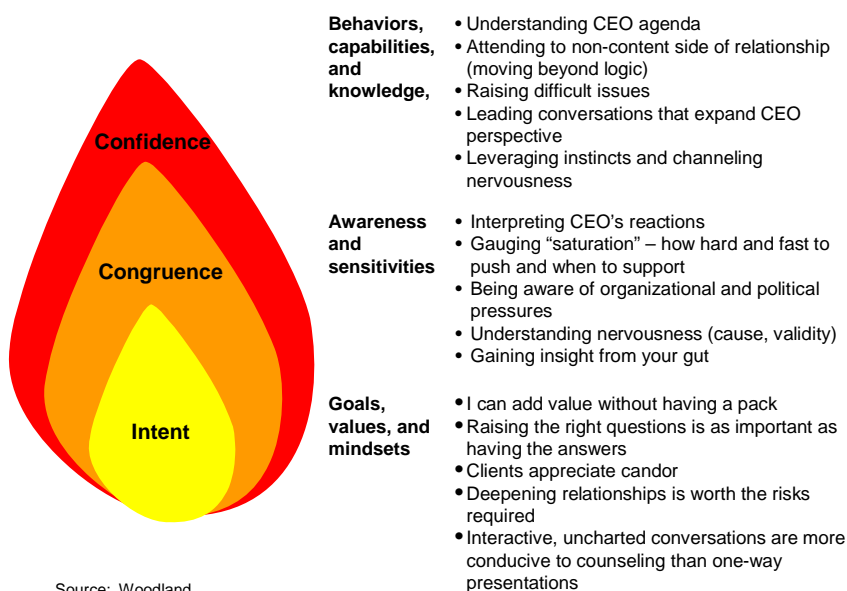 Confidence
Congruence
Intent
Behaviors,
capabilities,
and
knowledge,
• Understanding CEO agenda
• Attending to non-content side of relationship
(moving beyond logic)
• Raising difficult issues
• Leading conversations that expand CEO
perspective
• Leveraging instincts and channeling
nervousness
Awareness
and
sensitivities
• Interpreting CEO's reactions
• Gauging “saturation” – how hard and fast to
push and when to support
• Being aware of organizational and political
pressures
• Understanding nervousness (cause, validity)
• Gaining insight from your gut
Goals,
values, and
mindsets
• I can add value without having a pack
• Raising the right questions is as important as
having the answers
• Clients appreciate candor
• Deepening relationships is worth the risks
required
• Interactive, uncharted conversations are more
conducive to counseling than one-way
presentations
Source: Woodland